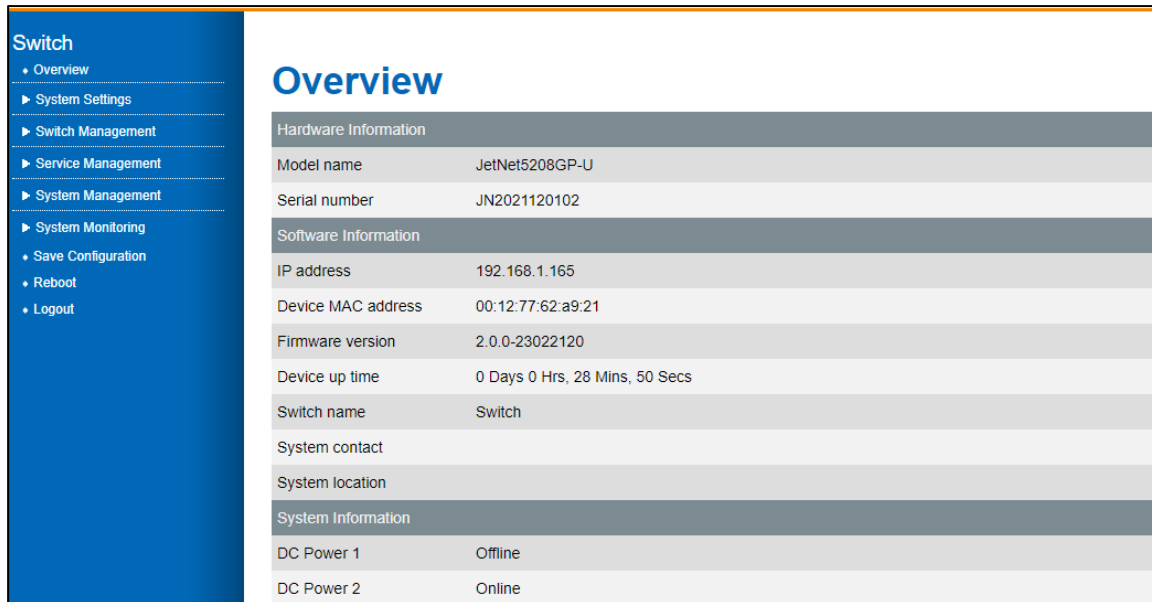 Switch
Overview
System Settings
Switch Management
Service Management
System Management
System Monitoring
Save Configuration
Reboot
Logout
Overview
Hardware Information
Model name JetNet5208GP-U
Serial number JN2021120102
Software Information
IP address 192.168.1.165
Device MAC address 00:12:77:62:a9:21
Firmware version 2.0.0-23022120
Device up time 0 Days 0 Hrs, 28 Mins, 50 Secs
Switch name Switch
System contact
System location
System Information
DC Power 1 Offline
DC Power 2 Online